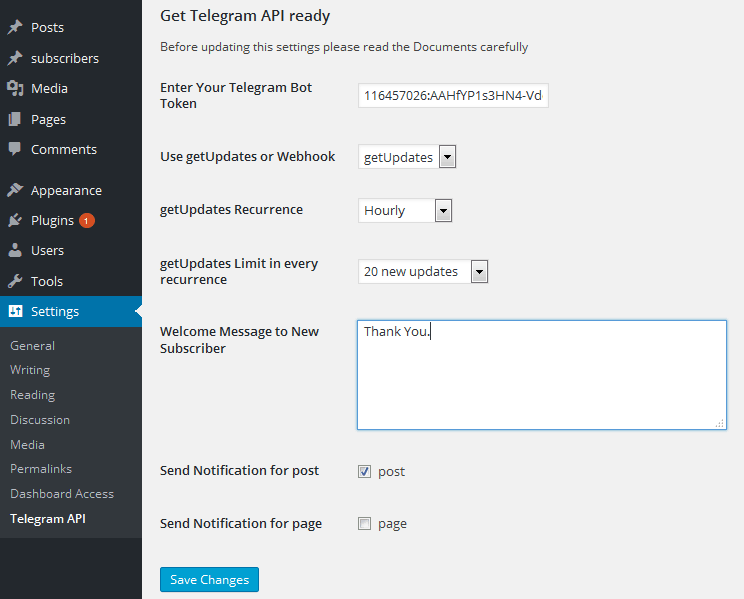 Posts
subscribers
Media
Pages
Comments
Appearance
Plugins 1
Users
Tools
Settings
General
Writing
Reading
Discussion
Media
Permalinks
Dashboard Access
Telegram API
Get Telegram API ready
Before updating this settings please read the Documents carefully
Enter Your Telegram Bot
Token
116457026:AAHfYP1s3HN4-Vd
Use getUpdates or Webhook
getUpdates
getUpdates Recurrence
Hourly
getUpdates Limit in every
recurrence
20 new updates
Welcome Message to New
Subscriber
Thank You.
Send Notification for post
post
Send Notification for page
page
Save Changes